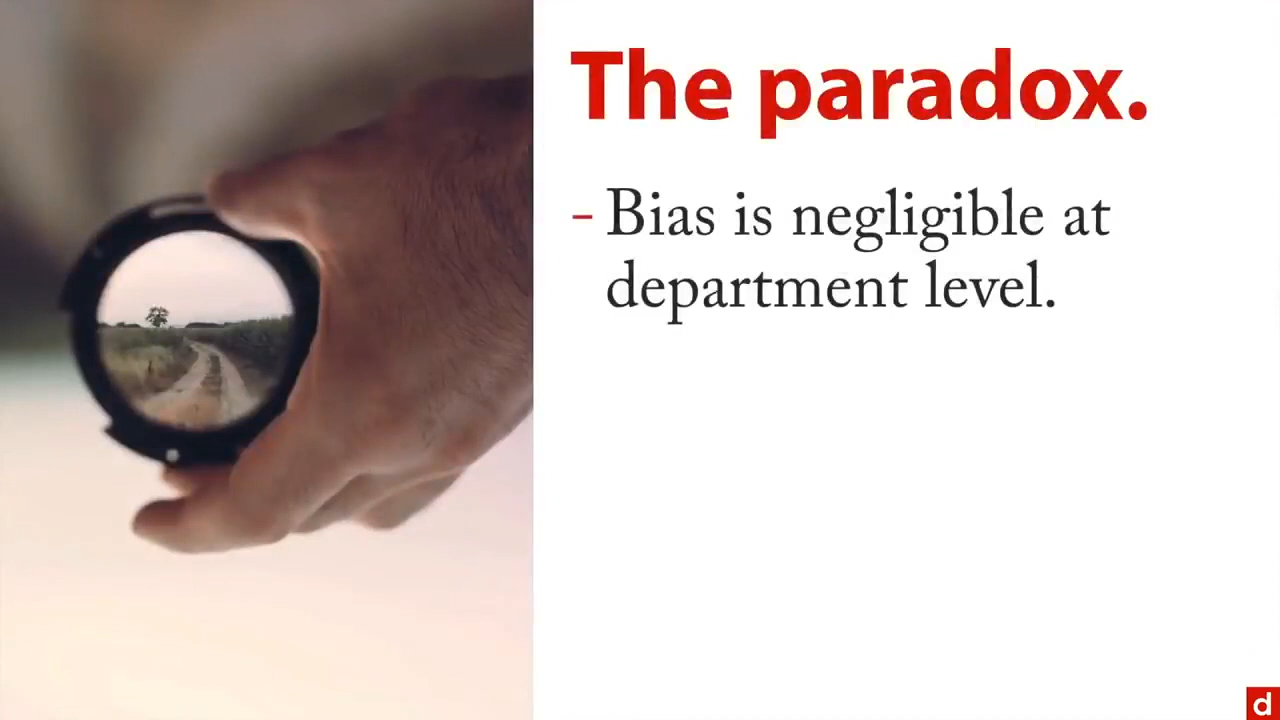 The paradox.
- Bias is negligible at
department level.
d